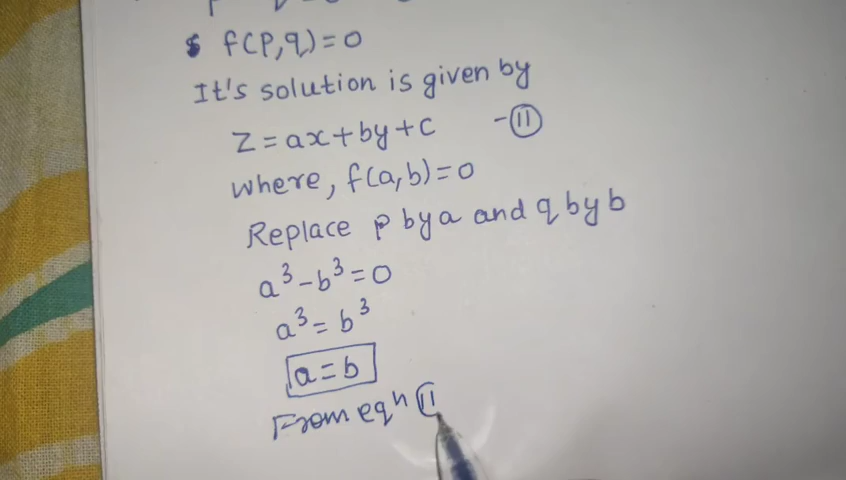 f(p,q)=0
It's solution is given by
z=ax+by+c -⑪
where, f(a,b)=0
Replace p by a and q by b
a³-b³=0
a³=b³
a=b
From eqⁿ ⑪